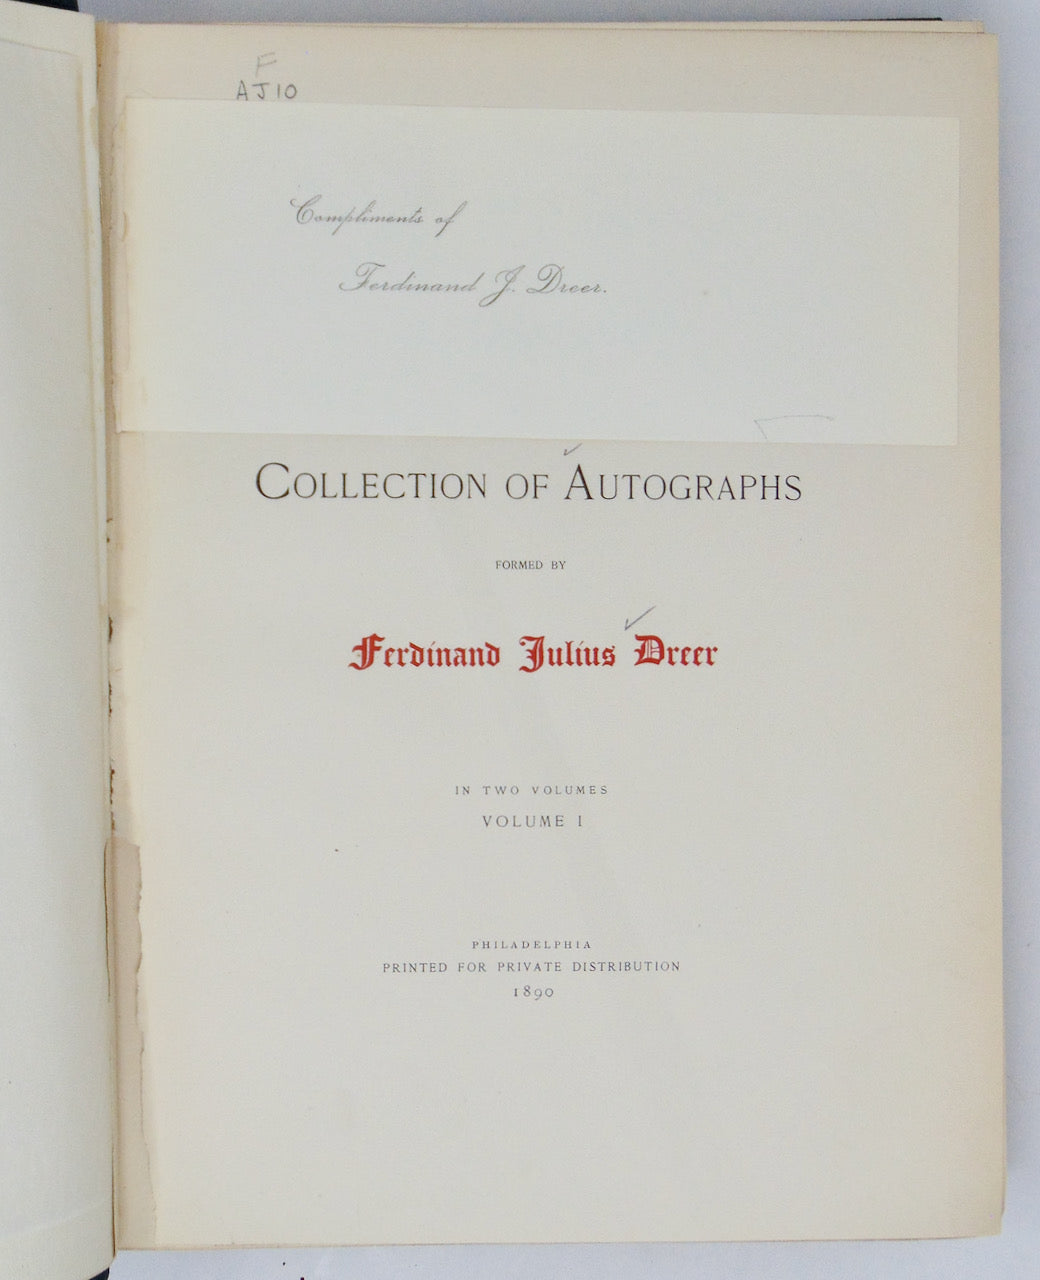 F
AJ10
Compliments of
Ferdinand J. Dreer.
COLLECTION OF AUTOGRAPHS
FORMED BY
Ferdinand Julius Dreer
IN TWO VOLUMES
VOLUME I
PHILADELPHIA
PRINTED FOR PRIVATE DISTRIBUTION
1890